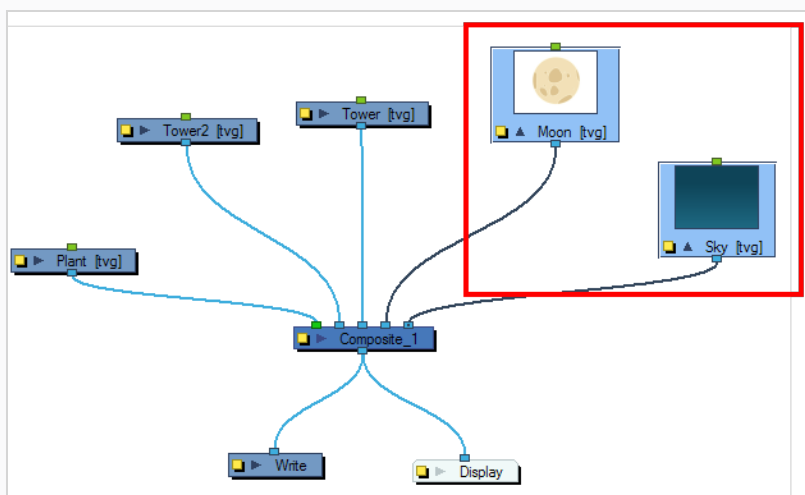 Tower2 [tvg]
Tower [tvg]
Moon [tvg]
Plant [tvg]
Sky [tvg]
Composite_1
Write
Display